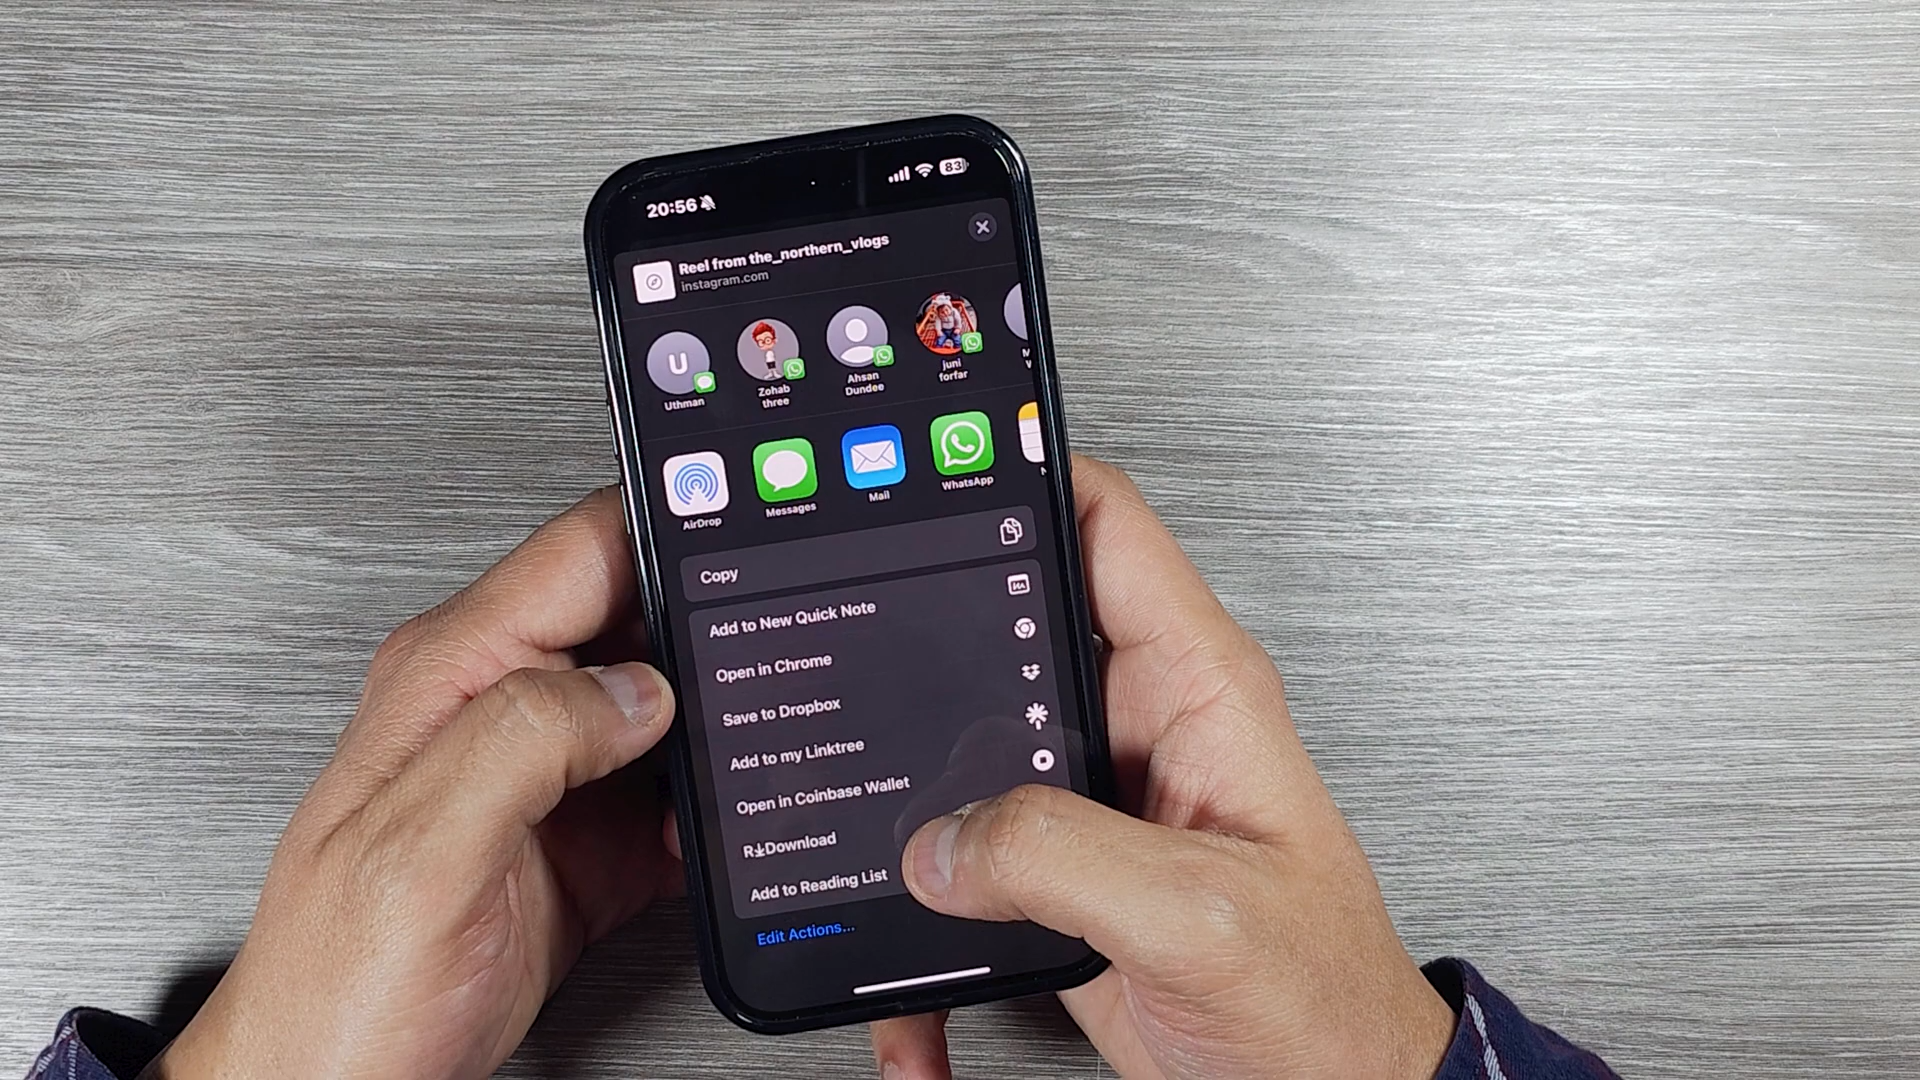 20:56
83
Reel from the_northern_vlogs
instagram.com
U
Uthman
Zohab
three
Ahsan
Dundee
juni
forfar
M
W
AirDrop
Messages
Mail
WhatsApp
Copy
Add to New Quick Note
Open in Chrome
Save to Dropbox
Add to my Linktree
Open in Coinbase Wallet
R↓Download
Add to Reading List
Edit Actions...